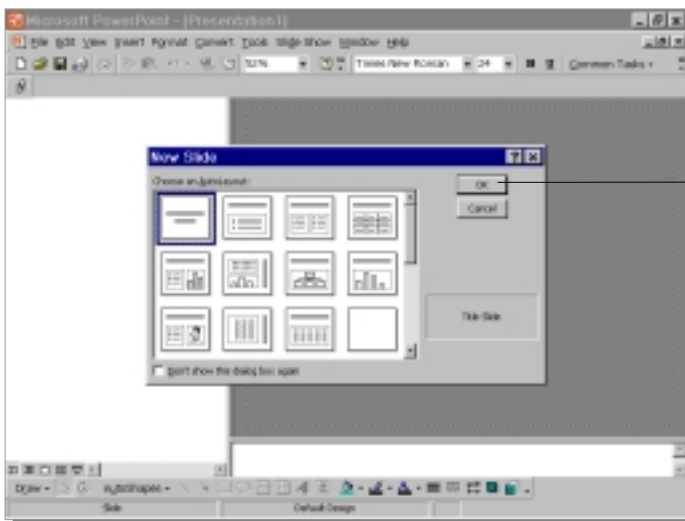 Microsoft PowerPoint - [Presentation1]
File Edit View Insert Format Convert Tools Slide Show Window Help
52% Times New Roman 24 Common Tasks
New Slide
Choose an AutoLayout:
OK
Cancel
Title Slide
Don't show this dialog box again
Draw AutoShapes
Slide Default Design